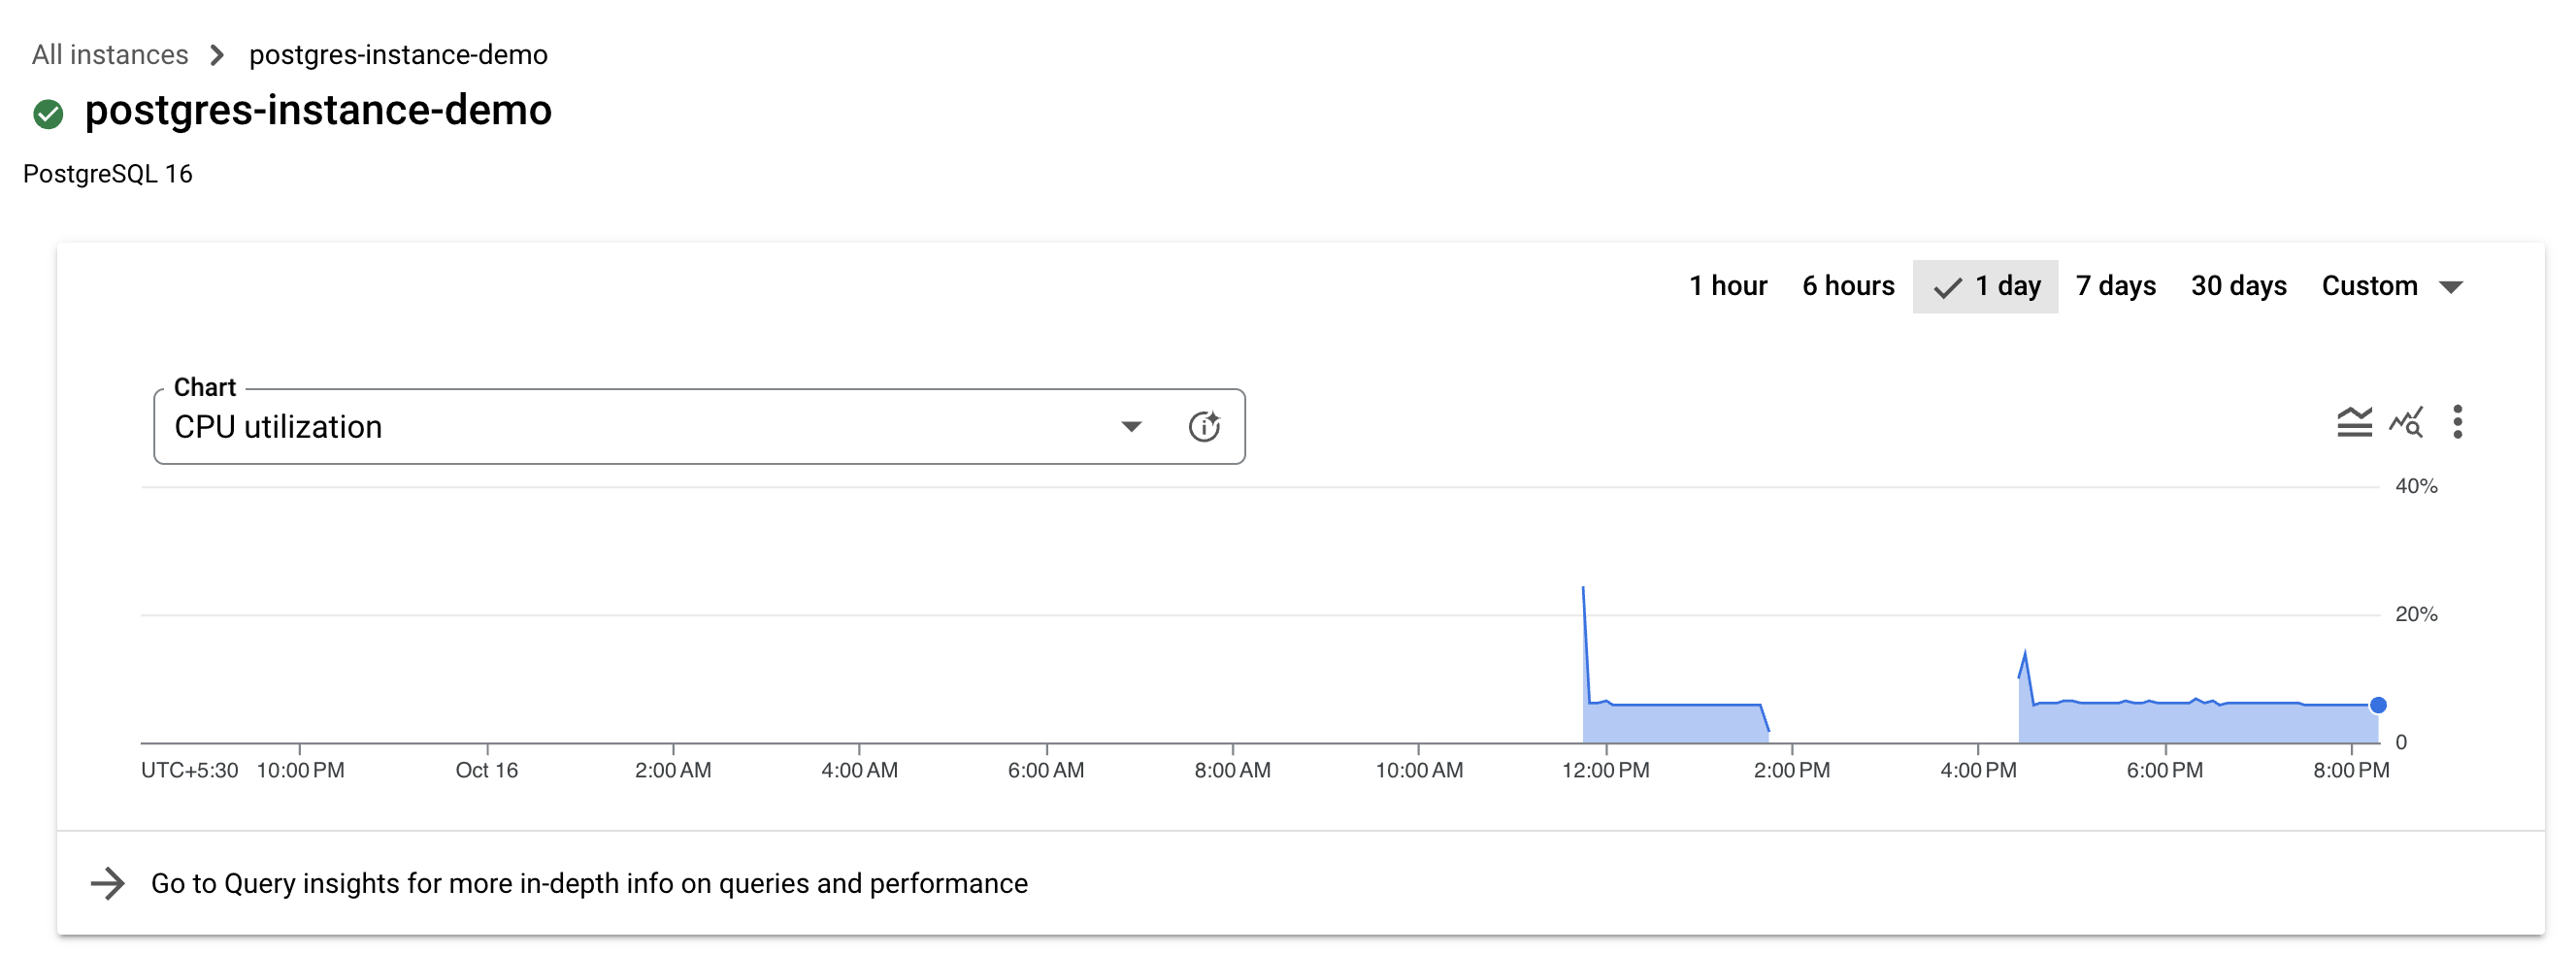 All instances > postgres-instance-demo
postgres-instance-demo
PostgreSQL 16
1 hour 6 hours 1 day 7 days 30 days Custom
Chart
CPU utilization
40%
20%
0
UTC+5:30 10:00 PM Oct 16 2:00 AM 4:00 AM 6:00 AM 8:00 AM 10:00 AM 12:00 PM 2:00 PM 4:00 PM 6:00 PM 8:00 PM
Go to Query insights for more in-depth info on queries and performance